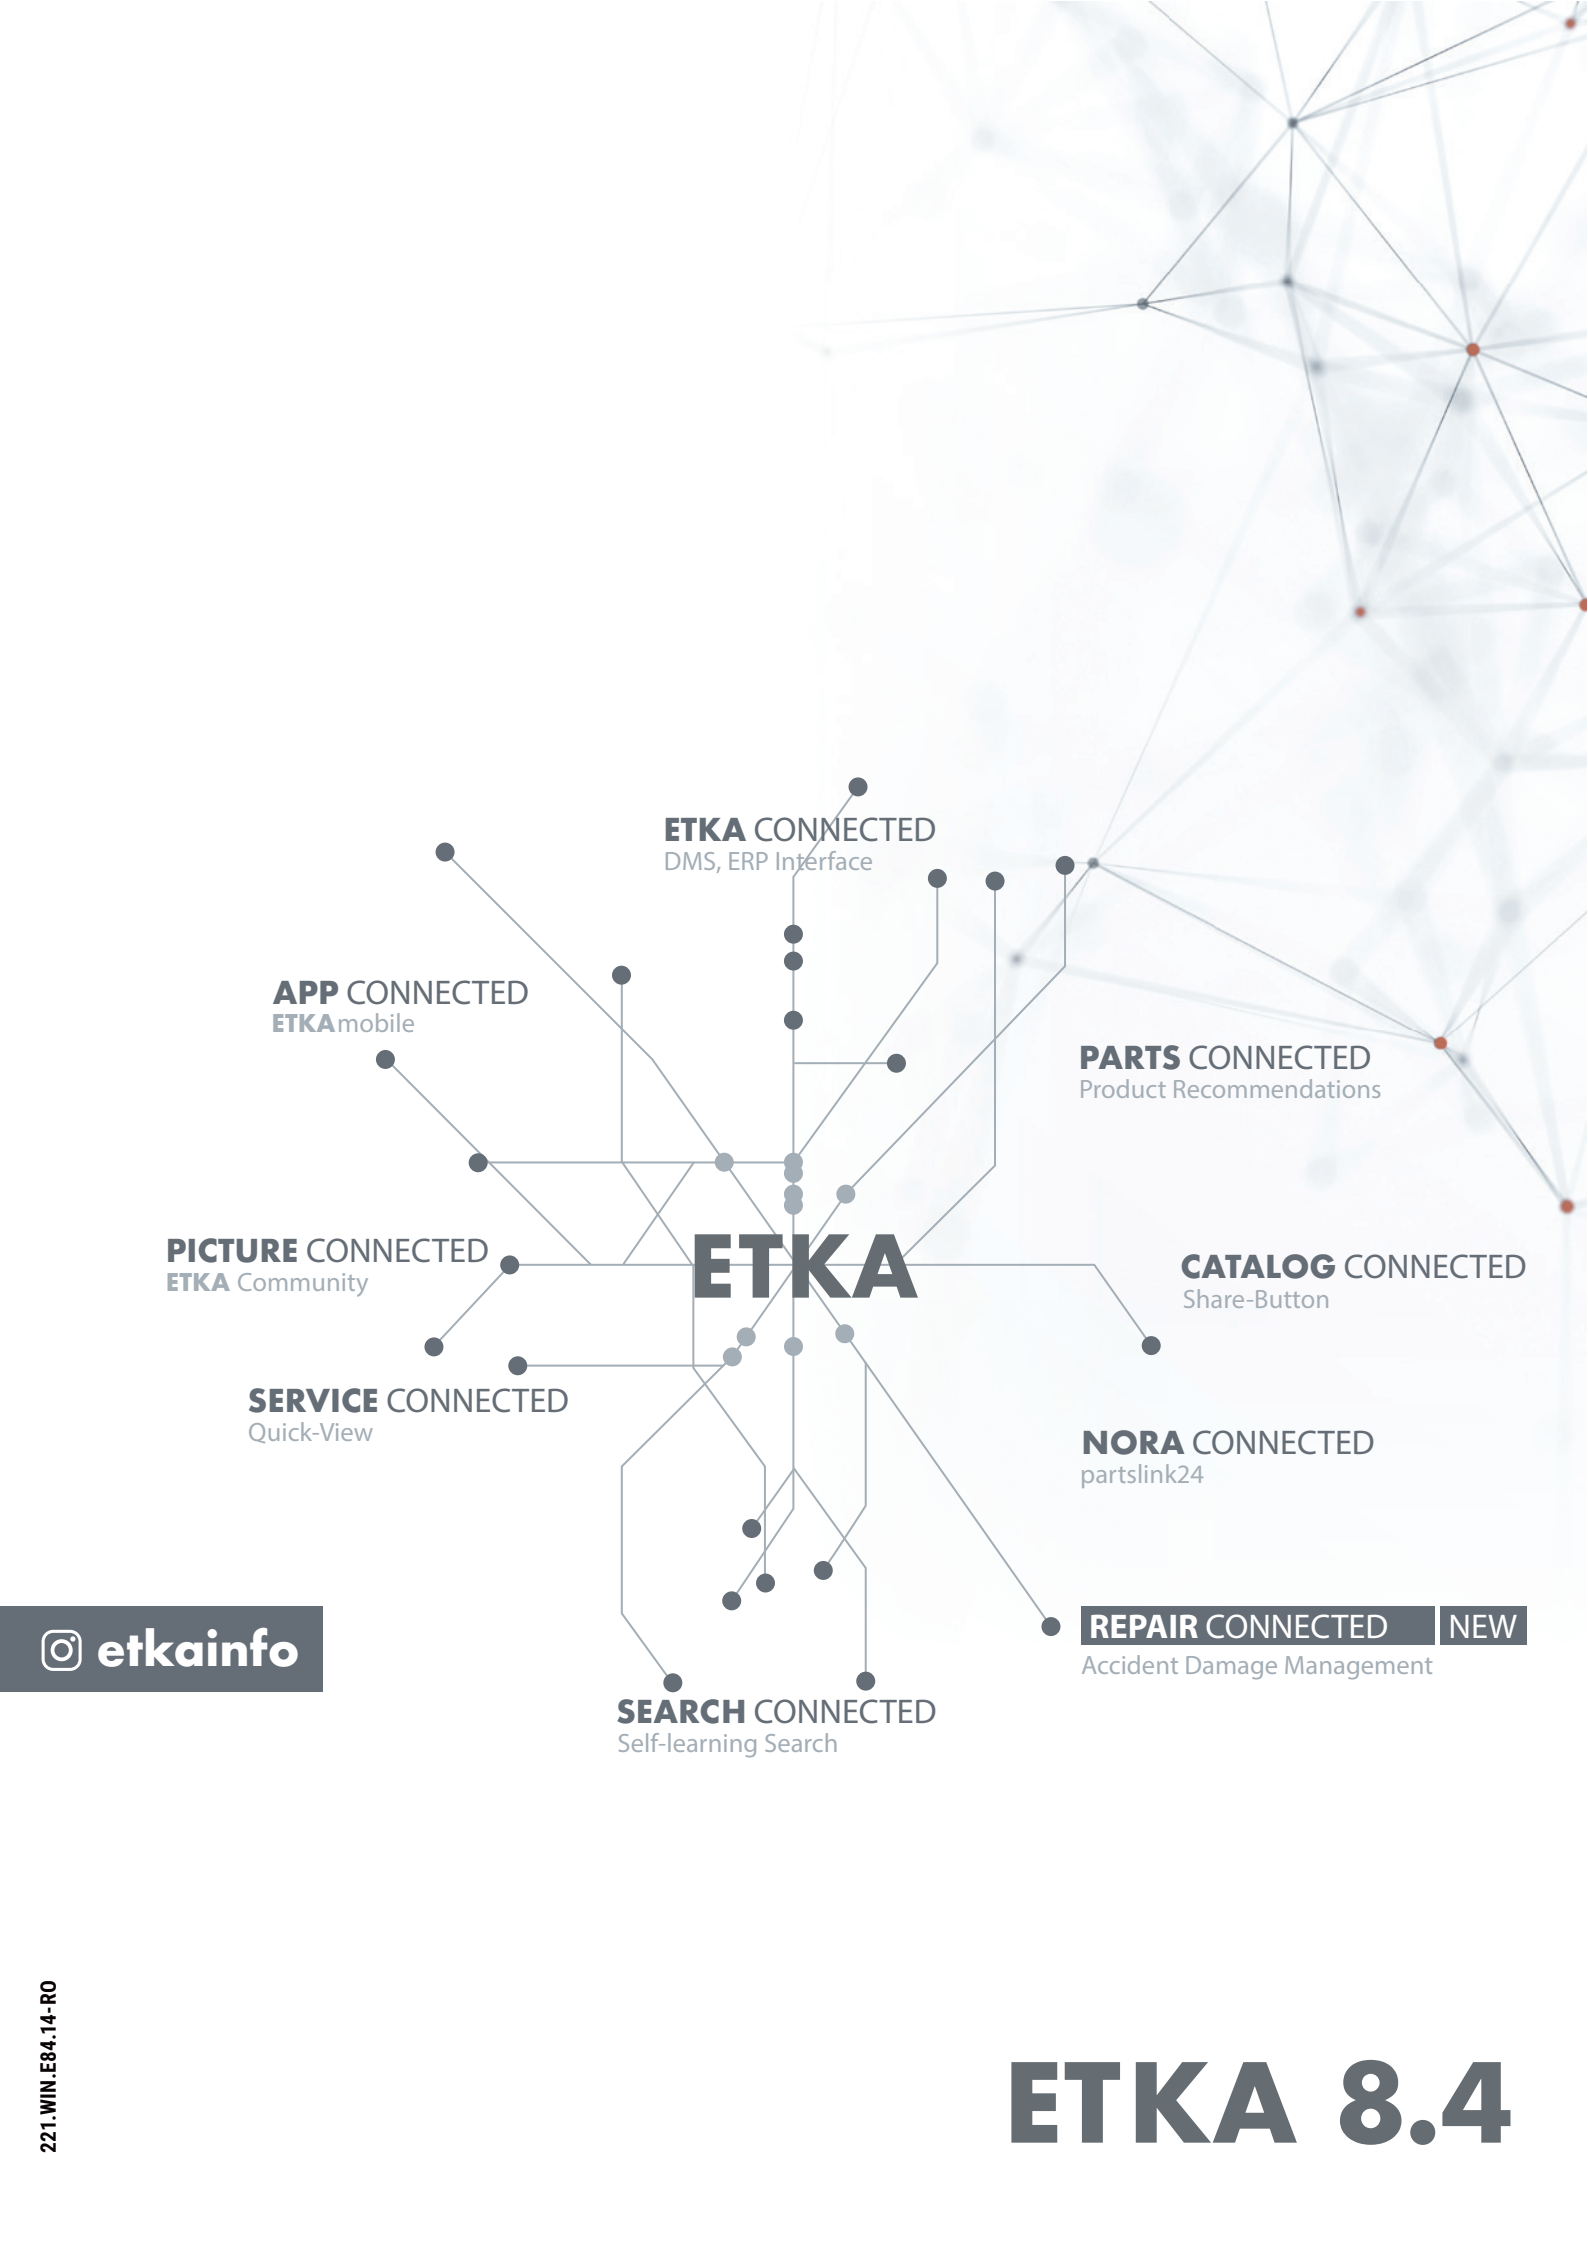 ETKA CONNECTED
DMS, ERP Interface
APP CONNECTED
ETKAmobile
PARTS CONNECTED
Product Recommendations
PICTURE CONNECTED
ETKA Community
ETKA
CATALOG CONNECTED
Share-Button
SERVICE CONNECTED
Quick-View
NORA CONNECTED
partslink24
etkainfo
REPAIR CONNECTED NEW
Accident Damage Management
SEARCH CONNECTED
Self-learning Search
221.WIN.E84.14-RO
ETKA 8.4